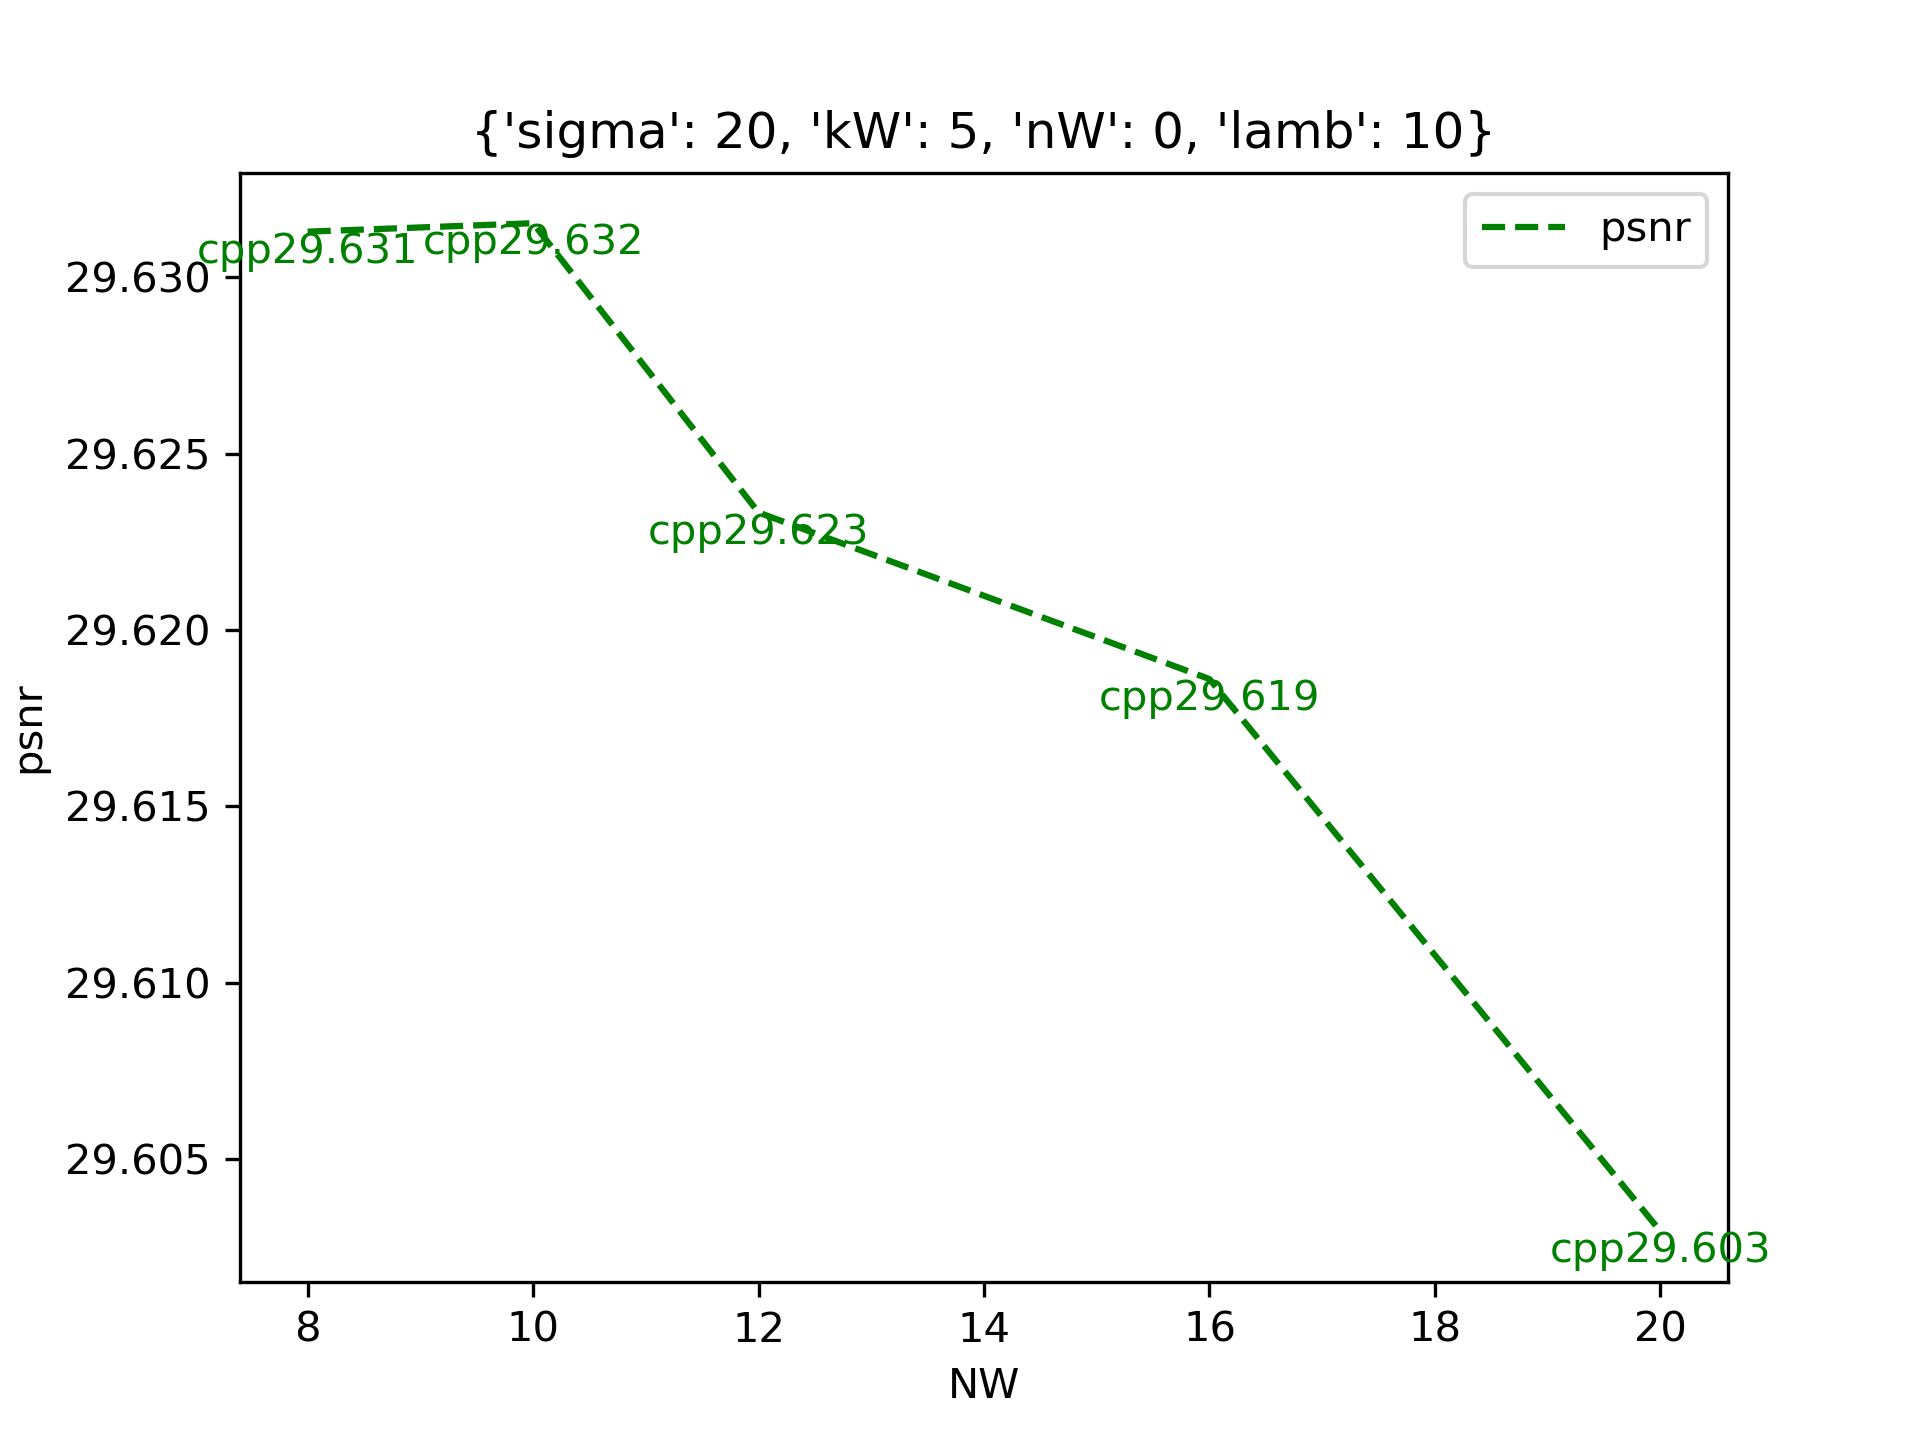 {'sigma': 20, 'kW': 5, 'nW': 0, 'lamb': 10}
psnr
cpp29.631
cpp29.632
cpp29.623
cpp29.619
cpp29.603
29.630
29.625
29.620
29.615
29.610
29.605
psnr
8 10 12 14 16 18 20
NW